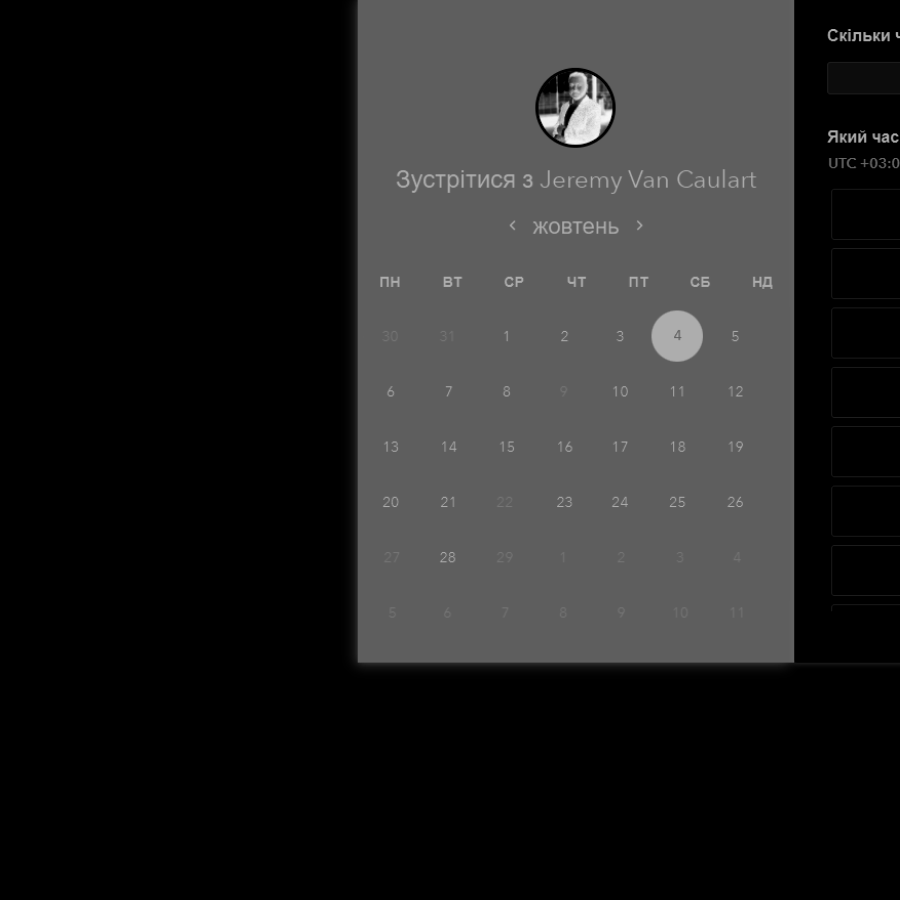 Зустрітися з Jeremy Van Caulart
жовтень
ПН ВТ СР ЧТ ПТ СБ НД
30 31 1 2 3 4 5
6 7 8 9 10 11 12
13 14 15 16 17 18 19
20 21 22 23 24 25 26
27 28 29 1 2 3 4
5 6 7 8 9 10 11
Скільки
Який час
UTC +03:0